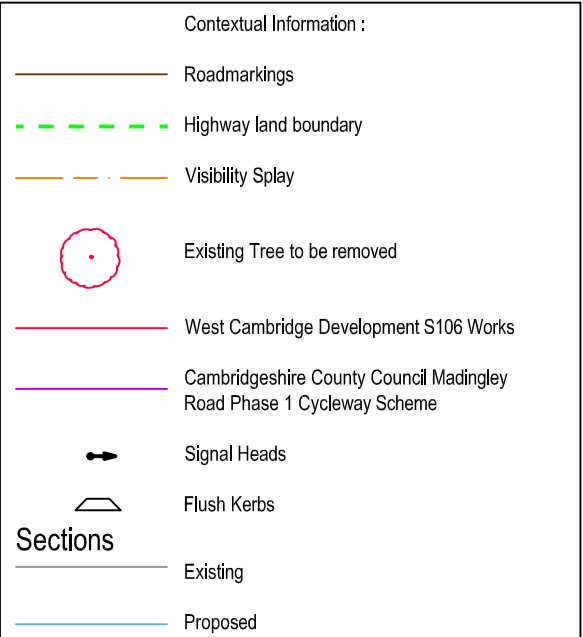 Contextual Information :
Roadmarkings
Highway land boundary
Visibility Splay
Existing Tree to be removed
West Cambridge Development S106 Works
Cambridgeshire County Council Madingley
Road Phase 1 Cycleway Scheme
Signal Heads
Flush Kerbs
Sections
Existing
Proposed